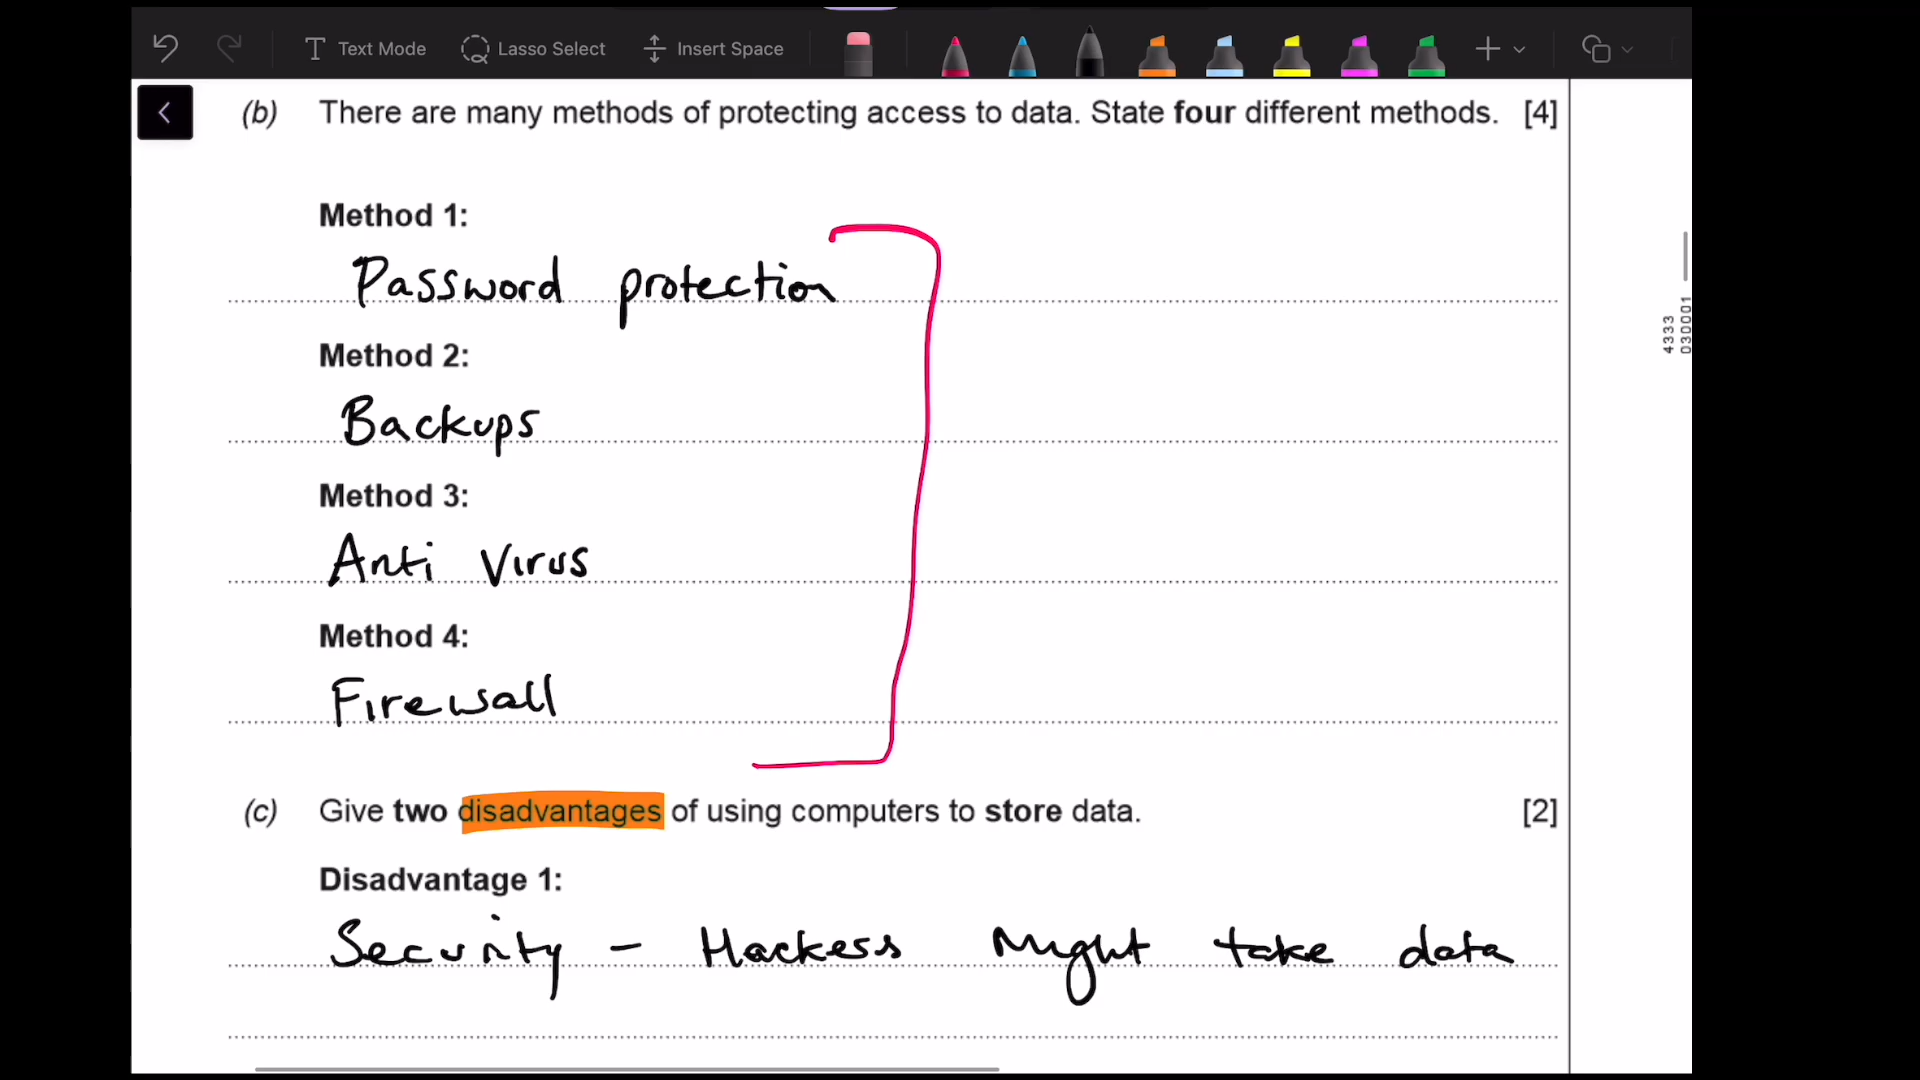 Text Mode Lasso Select Insert Space
(b) There are many methods of protecting access to data. State four different methods. [4]
Method 1:
Password protection
Method 2:
Backups
Method 3:
Anti Virus
Method 4:
Firewall
(c) Give two disadvantages of using computers to store data. [2]
Disadvantage 1:
Security - Hackess might take data
4333
030001